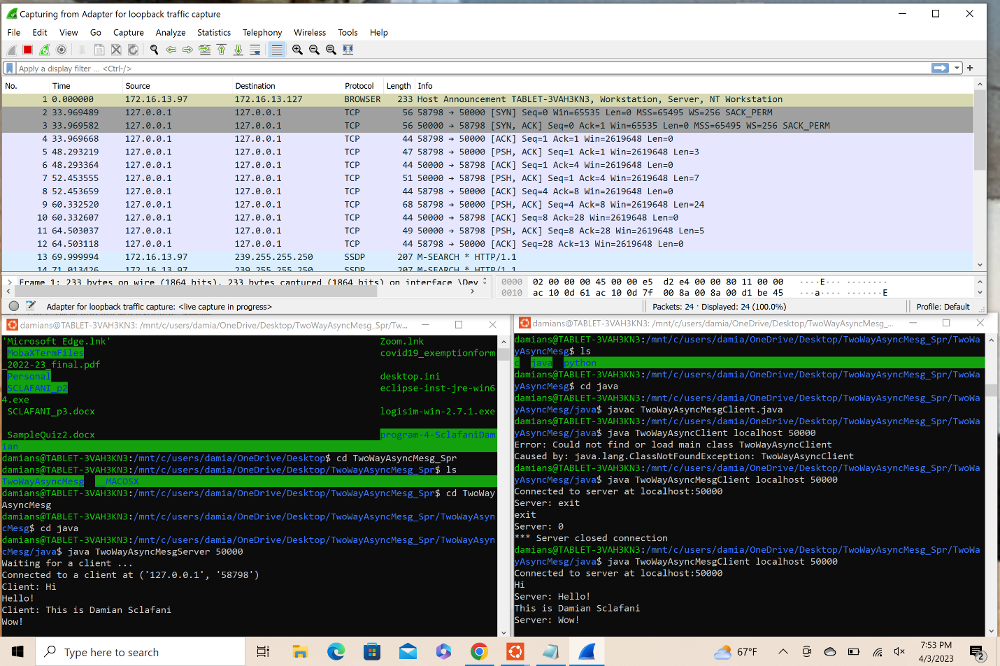 Capturing from Adapter for loopback traffic capture
File Edit View Go Capture Analyze Statistics Telephony Wireless Tools Help
Apply a display filter ... <Ctrl-/>
No. Time Source Destination Protocol Length Info
1 0.000000 172.16.13.97 172.16.13.127 BROWSER 233 Host Announcement TABLET-3VAH3KN3, Workstation, Server, NT Workstation
2 33.969489 127.0.0.1 127.0.0.1 TCP 56 58798 → 50000 [SYN] Seq=0 Win=65535 Len=0 MSS=65495 WS=256 SACK_PERM
3 33.969582 127.0.0.1 127.0.0.1 TCP 56 50000 → 58798 [SYN, ACK] Seq=0 Ack=1 Win=65535 Len=0 MSS=65495 WS=256 SACK_PERM
4 33.969668 127.0.0.1 127.0.0.1 TCP 44 58798 → 50000 [ACK] Seq=1 Ack=1 Win=2619648 Len=0
5 48.293219 127.0.0.1 127.0.0.1 TCP 47 58798 → 50000 [PSH, ACK] Seq=1 Ack=1 Win=2619648 Len=3
6 48.293364 127.0.0.1 127.0.0.1 TCP 44 50000 → 58798 [ACK] Seq=1 Ack=4 Win=2619648 Len=0
7 52.453555 127.0.0.1 127.0.0.1 TCP 51 50000 → 58798 [PSH, ACK] Seq=1 Ack=4 Win=2619648 Len=7
8 52.453659 127.0.0.1 127.0.0.1 TCP 44 58798 → 50000 [ACK] Seq=4 Ack=8 Win=2619648 Len=0
9 60.332520 127.0.0.1 127.0.0.1 TCP 68 58798 → 50000 [PSH, ACK] Seq=4 Ack=8 Win=2619648 Len=24
10 60.332607 127.0.0.1 127.0.0.1 TCP 44 50000 → 58798 [ACK] Seq=8 Ack=28 Win=2619648 Len=0
11 64.503037 127.0.0.1 127.0.0.1 TCP 49 50000 → 58798 [PSH, ACK] Seq=8 Ack=28 Win=2619648 Len=5
12 64.503118 127.0.0.1 127.0.0.1 TCP 44 58798 → 50000 [ACK] Seq=28 Ack=13 Win=2619648 Len=0
13 69.999994 172.16.13.97 239.255.255.250 SSDP 207 M-SEARCH * HTTP/1.1
14 71.013426 172.16.13.97 239.255.255.250 SSDP 207 M-SEARCH * HTTP/1.1
Frame 1: 233 bytes on wire (1864 bits), 233 bytes captured (1864 bits) on interface \Dev
0000 02 00 00 00 45 00 00 e5 d2 e4 00 00 80 11 00 00 ····E··· ········
0010 ac 10 0d 61 ac 10 0d 7f 00 8a 00 8a 00 d1 be 45 ···a···· ·······E
Adapter for loopback traffic capture: <live capture in progress>
Packets: 24 · Displayed: 24 (100.0%)
Profile: Default
damians@TABLET-3VAH3KN3: /mnt/c/users/damia/OneDrive/Desktop/TwoWayAsyncMesg_Spr/Tw...
'Microsoft Edge.lnk' Zoom.lnk
MobaXTermFiles covid19_exemptionform
_2022-23_final.pdf
Personal desktop.ini
SCLAFANI_p2 eclipse-inst-jre-win6
4.exe
SCLAFANI_p3.docx logisim-win-2.7.1.exe
SampleQuiz2.docx program-4-SclafaniDam
ian
damians@TABLET-3VAH3KN3:/mnt/c/users/damia/OneDrive/Desktop$ cd TwoWayAsyncMesg_Spr
damians@TABLET-3VAH3KN3:/mnt/c/users/damia/OneDrive/Desktop/TwoWayAsyncMesg_Spr$ ls
TwoWayAsyncMesg __MACOSX
damians@TABLET-3VAH3KN3:/mnt/c/users/damia/OneDrive/Desktop/TwoWayAsyncMesg_Spr$ cd TwoWay
AsyncMesg
damians@TABLET-3VAH3KN3:/mnt/c/users/damia/OneDrive/Desktop/TwoWayAsyncMesg_Spr/TwoWayAsyn
cMesg$ cd java
damians@TABLET-3VAH3KN3:/mnt/c/users/damia/OneDrive/Desktop/TwoWayAsyncMesg_Spr/TwoWayAsyn
cMesg/java$ java TwoWayAsyncMesgServer 50000
Waiting for a client ...
Connected to a client at ('127.0.0.1', '58798')
Client: Hi
Hello!
Client: This is Damian Sclafani
Wow!
damians@TABLET-3VAH3KN3: /mnt/c/users/damia/OneDrive/Desktop/TwoWayAsyncMesg_...
damians@TABLET-3VAH3KN3:/mnt/c/users/damia/OneDrive/Desktop/TwoWayAsyncMesg_Spr/TwoWa
yAsyncMesg$ ls
c java python
damians@TABLET-3VAH3KN3:/mnt/c/users/damia/OneDrive/Desktop/TwoWayAsyncMesg_Spr/TwoWa
yAsyncMesg$ cd java
damians@TABLET-3VAH3KN3:/mnt/c/users/damia/OneDrive/Desktop/TwoWayAsyncMesg_Spr/TwoWa
yAsyncMesg/java$ javac TwoWayAsyncMesgClient.java
damians@TABLET-3VAH3KN3:/mnt/c/users/damia/OneDrive/Desktop/TwoWayAsyncMesg_Spr/TwoWa
yAsyncMesg/java$ java TwoWayAsyncClient localhost 50000
Error: Could not find or load main class TwoWayAsyncClient
Caused by: java.lang.ClassNotFoundException: TwoWayAsyncClient
damians@TABLET-3VAH3KN3:/mnt/c/users/damia/OneDrive/Desktop/TwoWayAsyncMesg_Spr/TwoWa
yAsyncMesg/java$ java TwoWayAsyncMesgClient localhost 50000
Connected to server at localhost:50000
Server: exit
exit
Server: 0
*** Server closed connection
damians@TABLET-3VAH3KN3:/mnt/c/users/damia/OneDrive/Desktop/TwoWayAsyncMesg_Spr/TwoWa
yAsyncMesg/java$ java TwoWayAsyncMesgClient localhost 50000
Connected to server at localhost:50000
Hi
Server: Hello!
This is Damian Sclafani
Server: Wow!
Type here to search
67°F
7:53 PM
4/3/2023
2